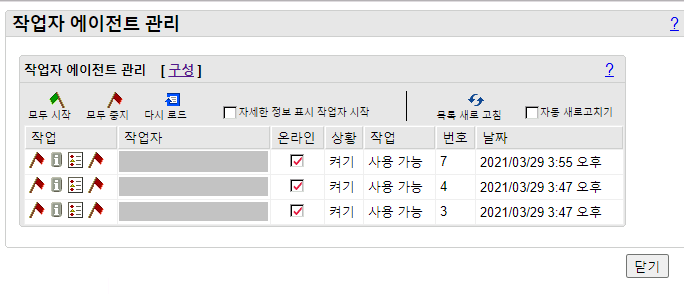 작업자 에이전트 관리 ?
작업자 에이전트 관리 [ 구성 ] ?
모두 시작 모두 중지 다시 로드 자세한 정보 표시 작업자 시작 목록 새로 고침 자동 새로고치기
작업 작업자 온라인 상황 작업 번호 날짜
켜기 사용 가능 7 2021/03/29 3:55 오후
켜기 사용 가능 4 2021/03/29 3:47 오후
켜기 사용 가능 3 2021/03/29 3:47 오후
닫기